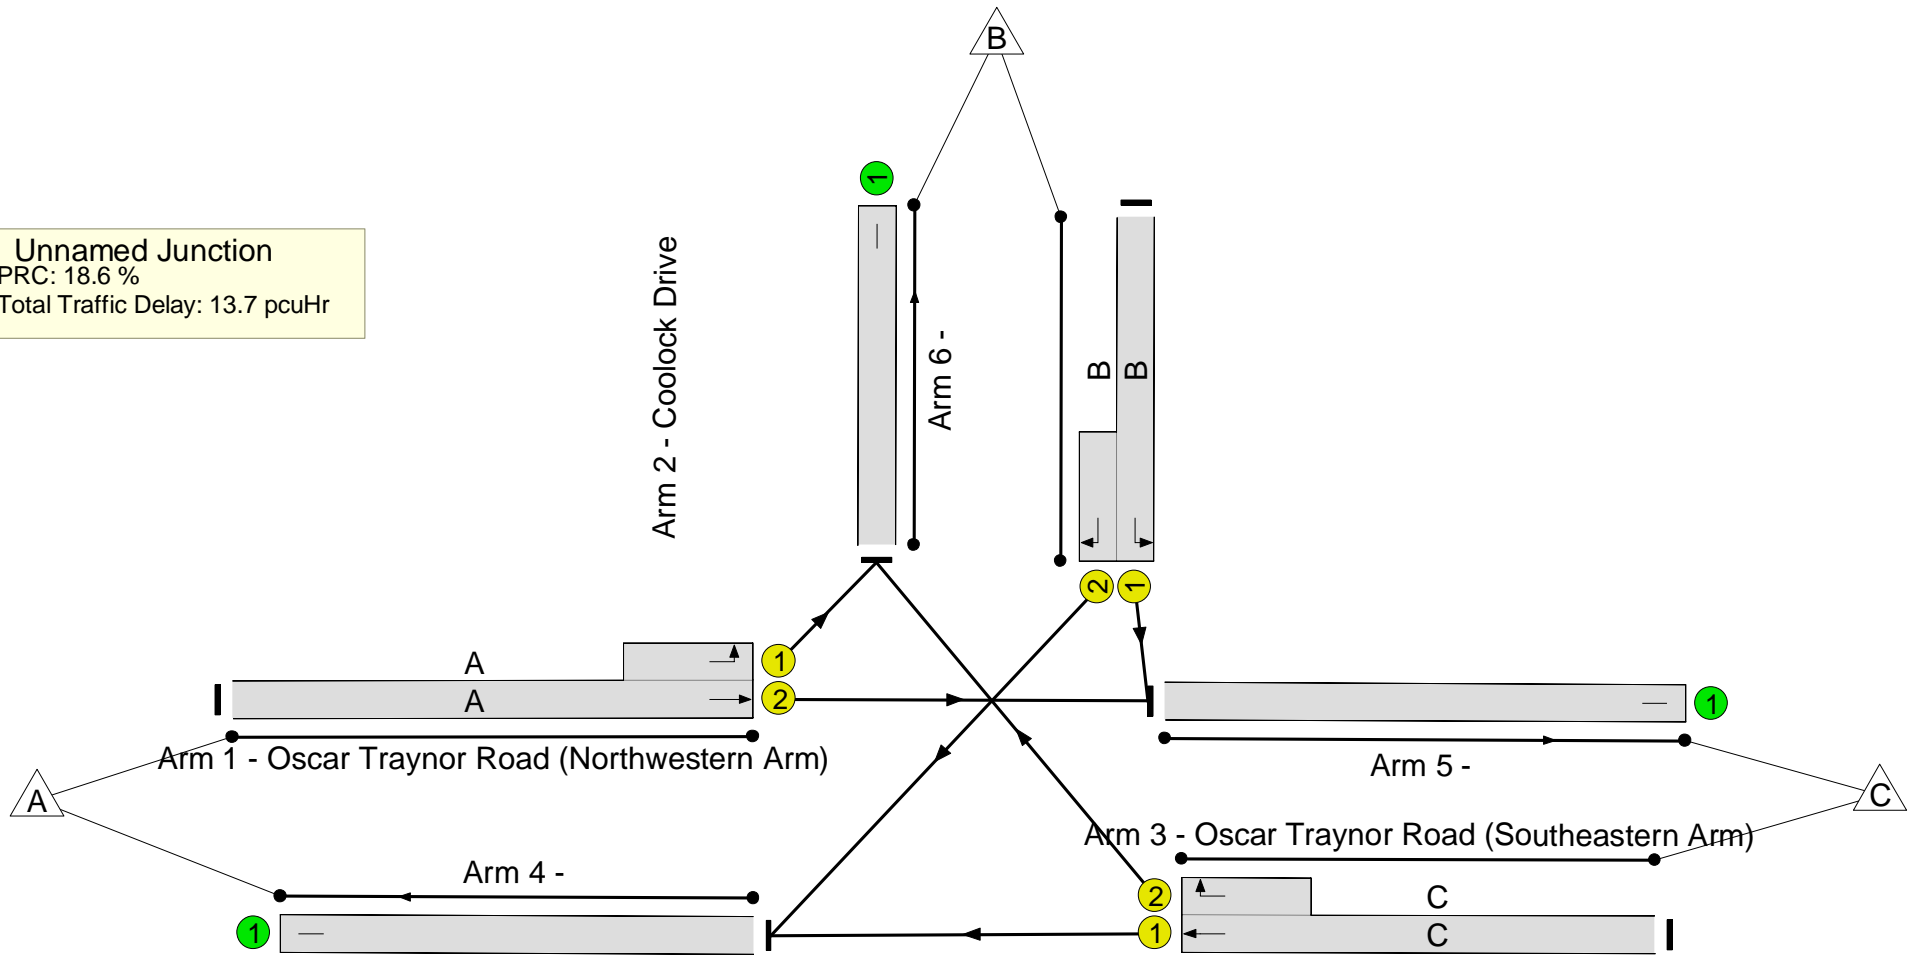 B
1
Unnamed Junction
PRC: 18.6 %
Total Traffic Delay: 13.7 pcuHr
Arm 2 - Coolock Drive
Arm 6 -
B
B
2
1
A
1
A
2
1
Arm 1 - Oscar Traynor Road (Northwestern Arm)
Arm 5 -
A
C
Arm 3 - Oscar Traynor Road (Southeastern Arm)
Arm 4 -
2
C
1
1
C